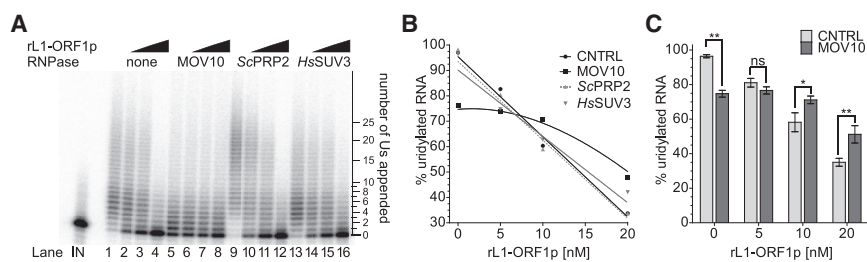 A
rL1-ORF1p
RNPase none MOV10 ScPRP2 HsSUV3
number of Us appended
25
20
15
10
8
6
4
2
0
Lane IN 1 2 3 4 5 6 7 8 9 10 11 12 13 14 15 16
B
CNTRL
MOV10
ScPRP2
HsSUV3
% uridylated RNA
100
90
80
70
60
50
40
30
0 5 10 15 20
rL1-ORF1p [nM]
C
CNTRL
MOV10
** ns * **
% uridylated RNA
100
80
60
40
20
0
0 5 10 20
rL1-ORF1p [nM]